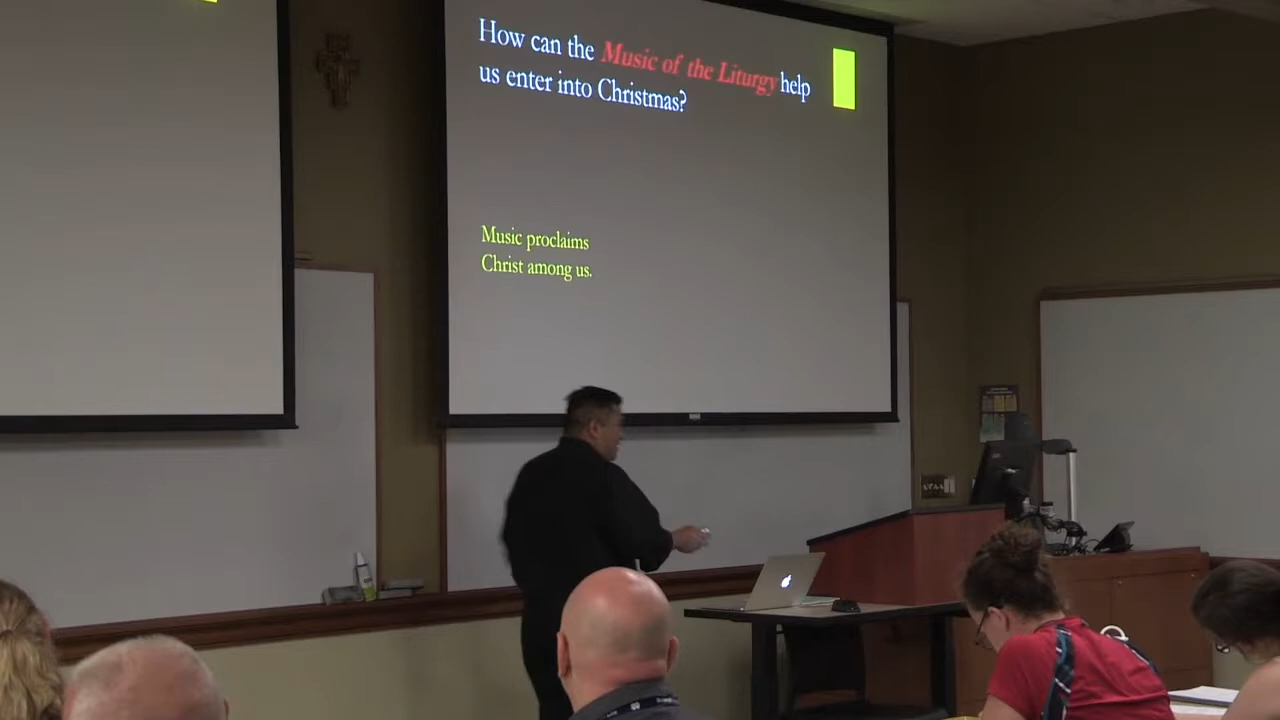 How can the Music of the Liturgy help
us enter into Christmas?
Music proclaims
Christ among us.